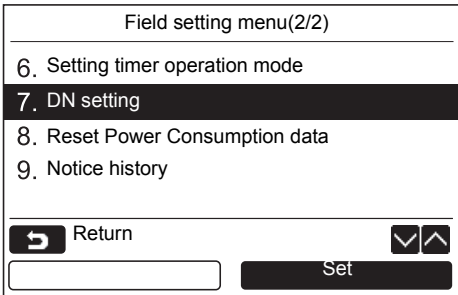 Field setting menu(2/2)
6. Setting timer operation mode
7. DN setting
8. Reset Power Consumption data
9. Notice history
Return
Set